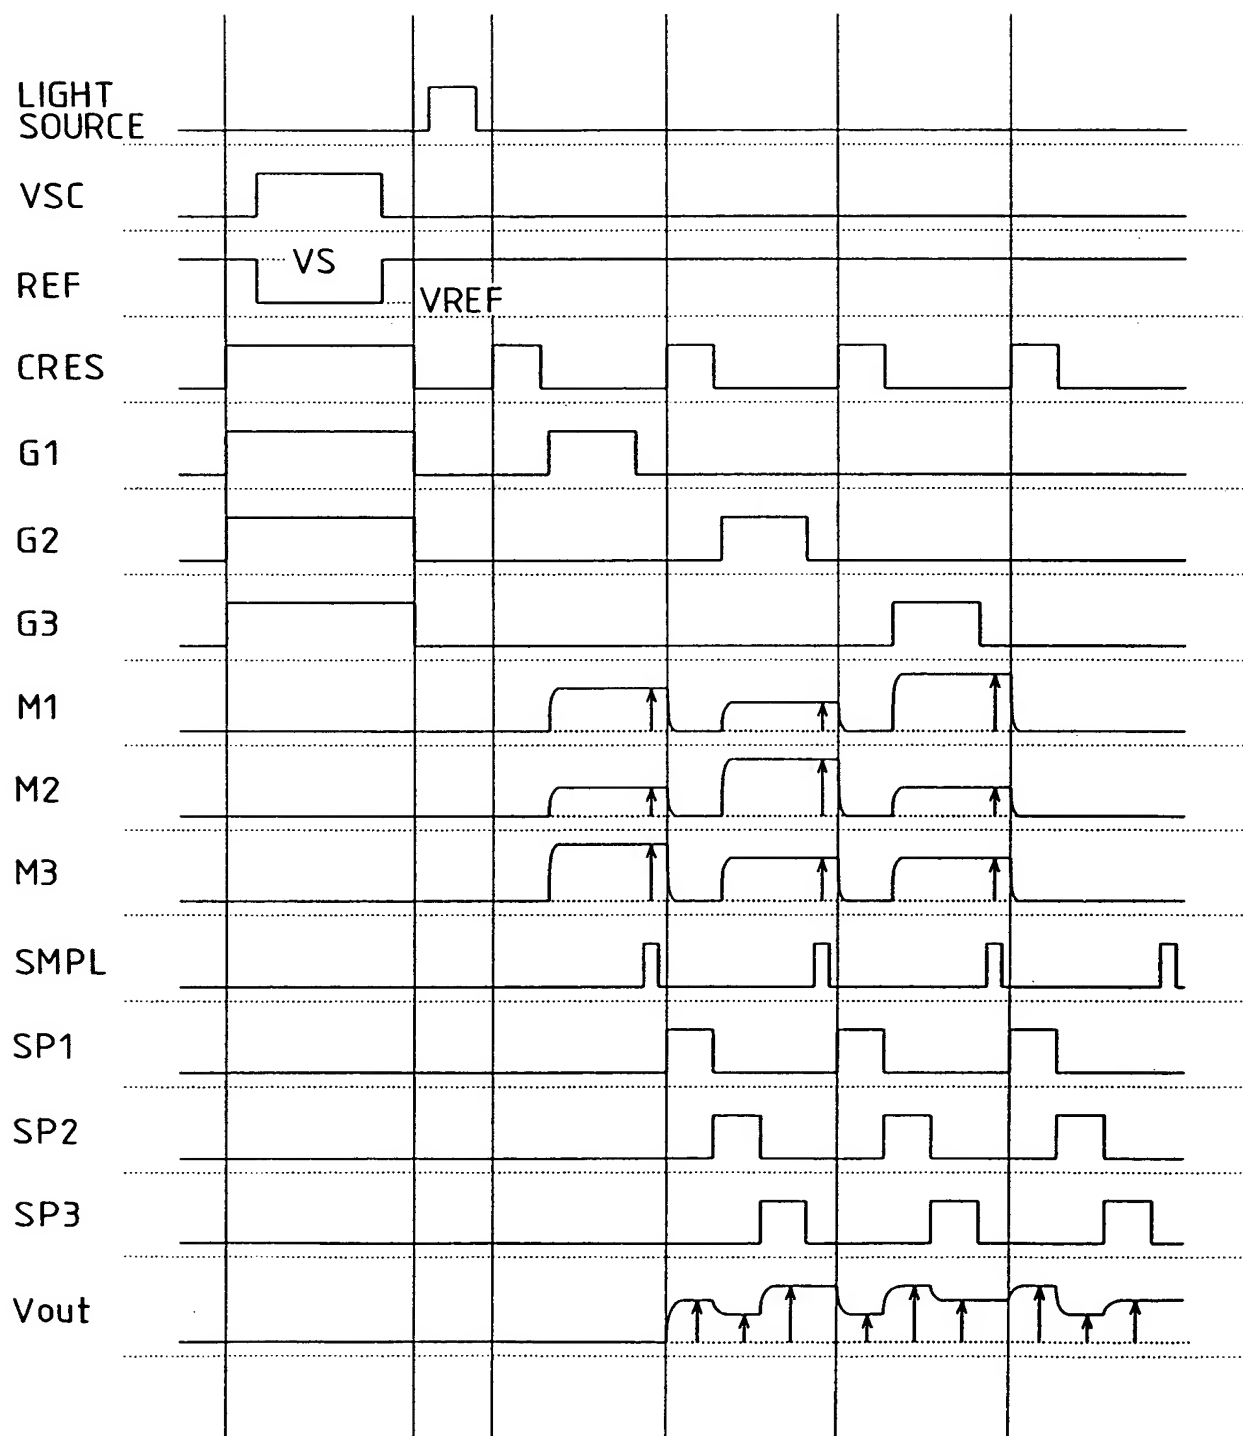 LIGHT
SOURCE
VSC
VS
REF
VREF
CRES
G1
G2
G3
M1
M2
M3
SMPL
SP1
SP2
SP3
Vout